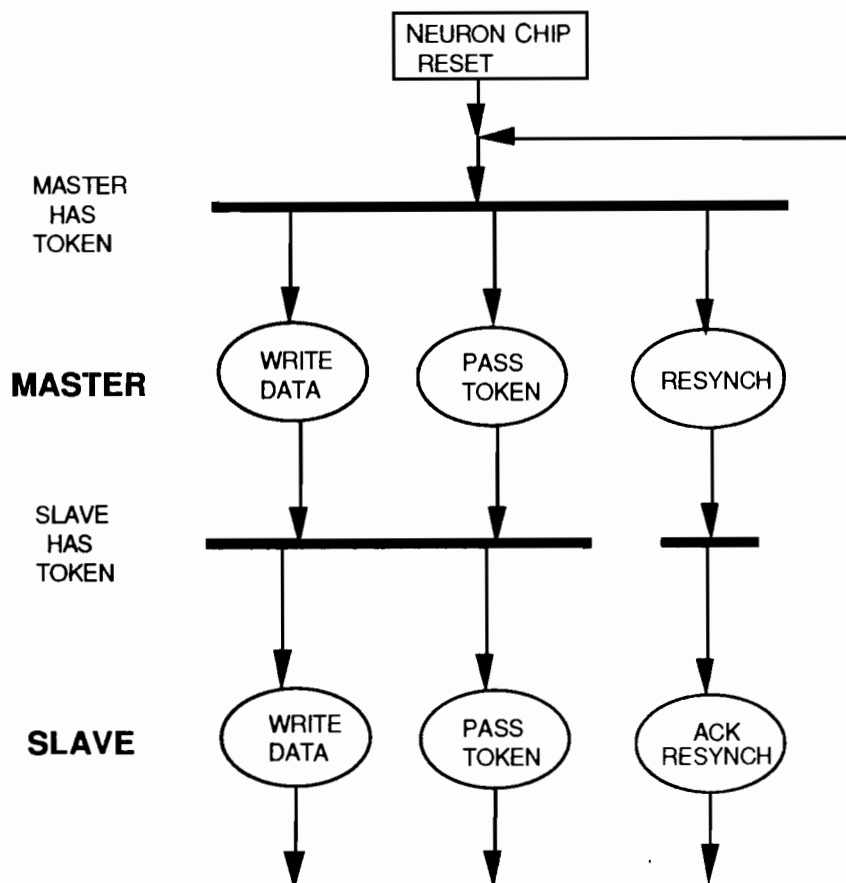 NEURON CHIP
RESET
MASTER
HAS
TOKEN
MASTER
WRITE
DATA
PASS
TOKEN
RESYNCH
SLAVE
HAS
TOKEN
SLAVE
WRITE
DATA
PASS
TOKEN
ACK
RESYNCH